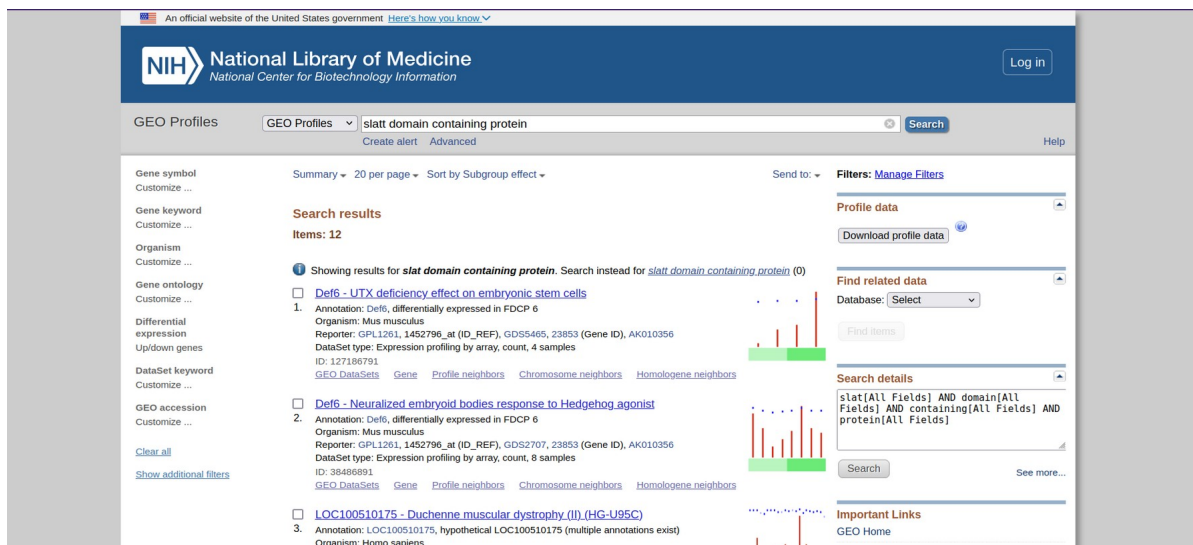 An official website of the United States government Here's how you know
NIH National Library of Medicine
National Center for Biotechnology Information
Log in
GEO Profiles
GEO Profiles
slatt domain containing protein
Search
Create alert Advanced
Help
Gene symbol
Customize ...
Gene keyword
Customize ...
Organism
Customize ...
Gene ontology
Customize ...
Differential
expression
Up/down genes
DataSet keyword
Customize ...
GEO accession
Customize ...
Clear all
Show additional filters
Summary 20 per page Sort by Subgroup effect
Send to:
Search results
Items: 12
Showing results for slat domain containing protein. Search instead for slatt domain containing protein (0)
Def6 - UTX deficiency effect on embryonic stem cells
1. Annotation: Def6, differentially expressed in FDCP 6
Organism: Mus musculus
Reporter: GPL1261, 1452796_at (ID_REF), GDS5465, 23853 (Gene ID), AK010356
DataSet type: Expression profiling by array, count, 4 samples
ID: 127186791
GEO DataSets Gene Profile neighbors Chromosome neighbors Homologene neighbors
Def6 - Neuralized embryoid bodies response to Hedgehog agonist
2. Annotation: Def6, differentially expressed in FDCP 6
Organism: Mus musculus
Reporter: GPL1261, 1452796_at (ID_REF), GDS2707, 23853 (Gene ID), AK010356
DataSet type: Expression profiling by array, count, 8 samples
ID: 38486891
GEO DataSets Gene Profile neighbors Chromosome neighbors Homologene neighbors
LOC100510175 - Duchenne muscular dystrophy (II) (HG-U95C)
3. Annotation: LOC100510175, hypothetical LOC100510175 (multiple annotations exist)
Organism: Homo sapiens
Filters: Manage Filters
Profile data
Download profile data
Find related data
Database: Select
Find items
Search details
slat[All Fields] AND domain[All
Fields] AND containing[All Fields] AND
protein[All Fields]
Search
See more...
Important Links
GEO Home